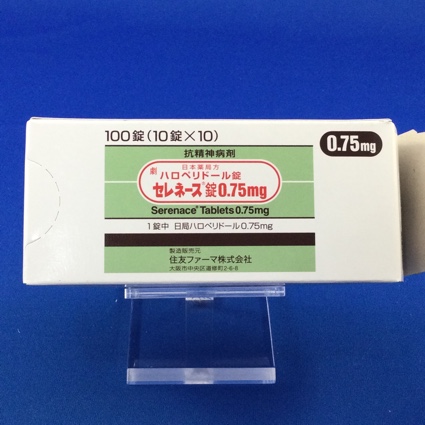 100錠(10錠×10)
0.75mg
抗精神病剤
日本薬局方
劇 ハロペリドール錠
セレネース®錠0.75mg
Serenace® Tablets 0.75mg
1錠中 日局ハロペリドール0.75mg
製造販売元
住友ファーマ株式会社
大阪市中央区道修町2-6-8